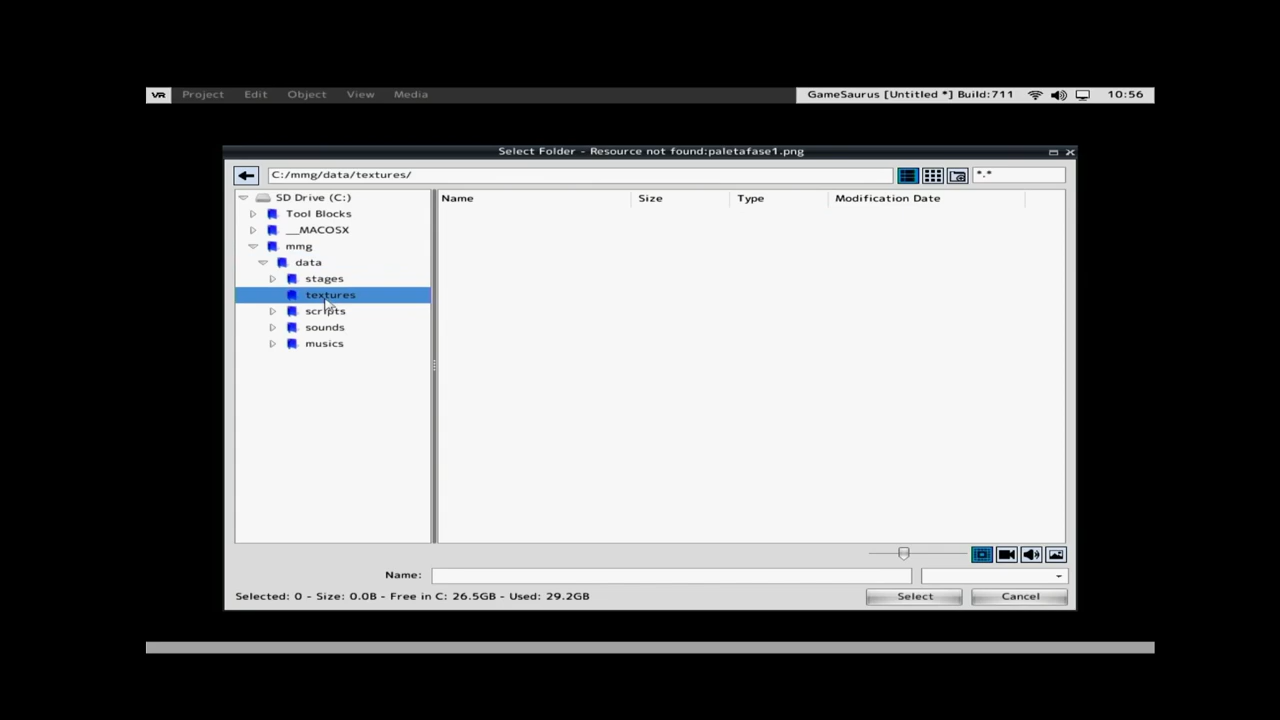 VR Project Edit Object View Media GameSaurus [Untitled *] Build:711 10:56
Select Folder - Resource not found:paletafase1.png
C:/mmg/data/textures/ *.*
SD Drive (C:)
Tool Blocks
__MACOSX
mmg
data
stages
textures
scripts
sounds
musics
Name Size Type Modification Date
Name:
Selected: 0 - Size: 0.0B - Free in C: 26.5GB - Used: 29.2GB
Select Cancel